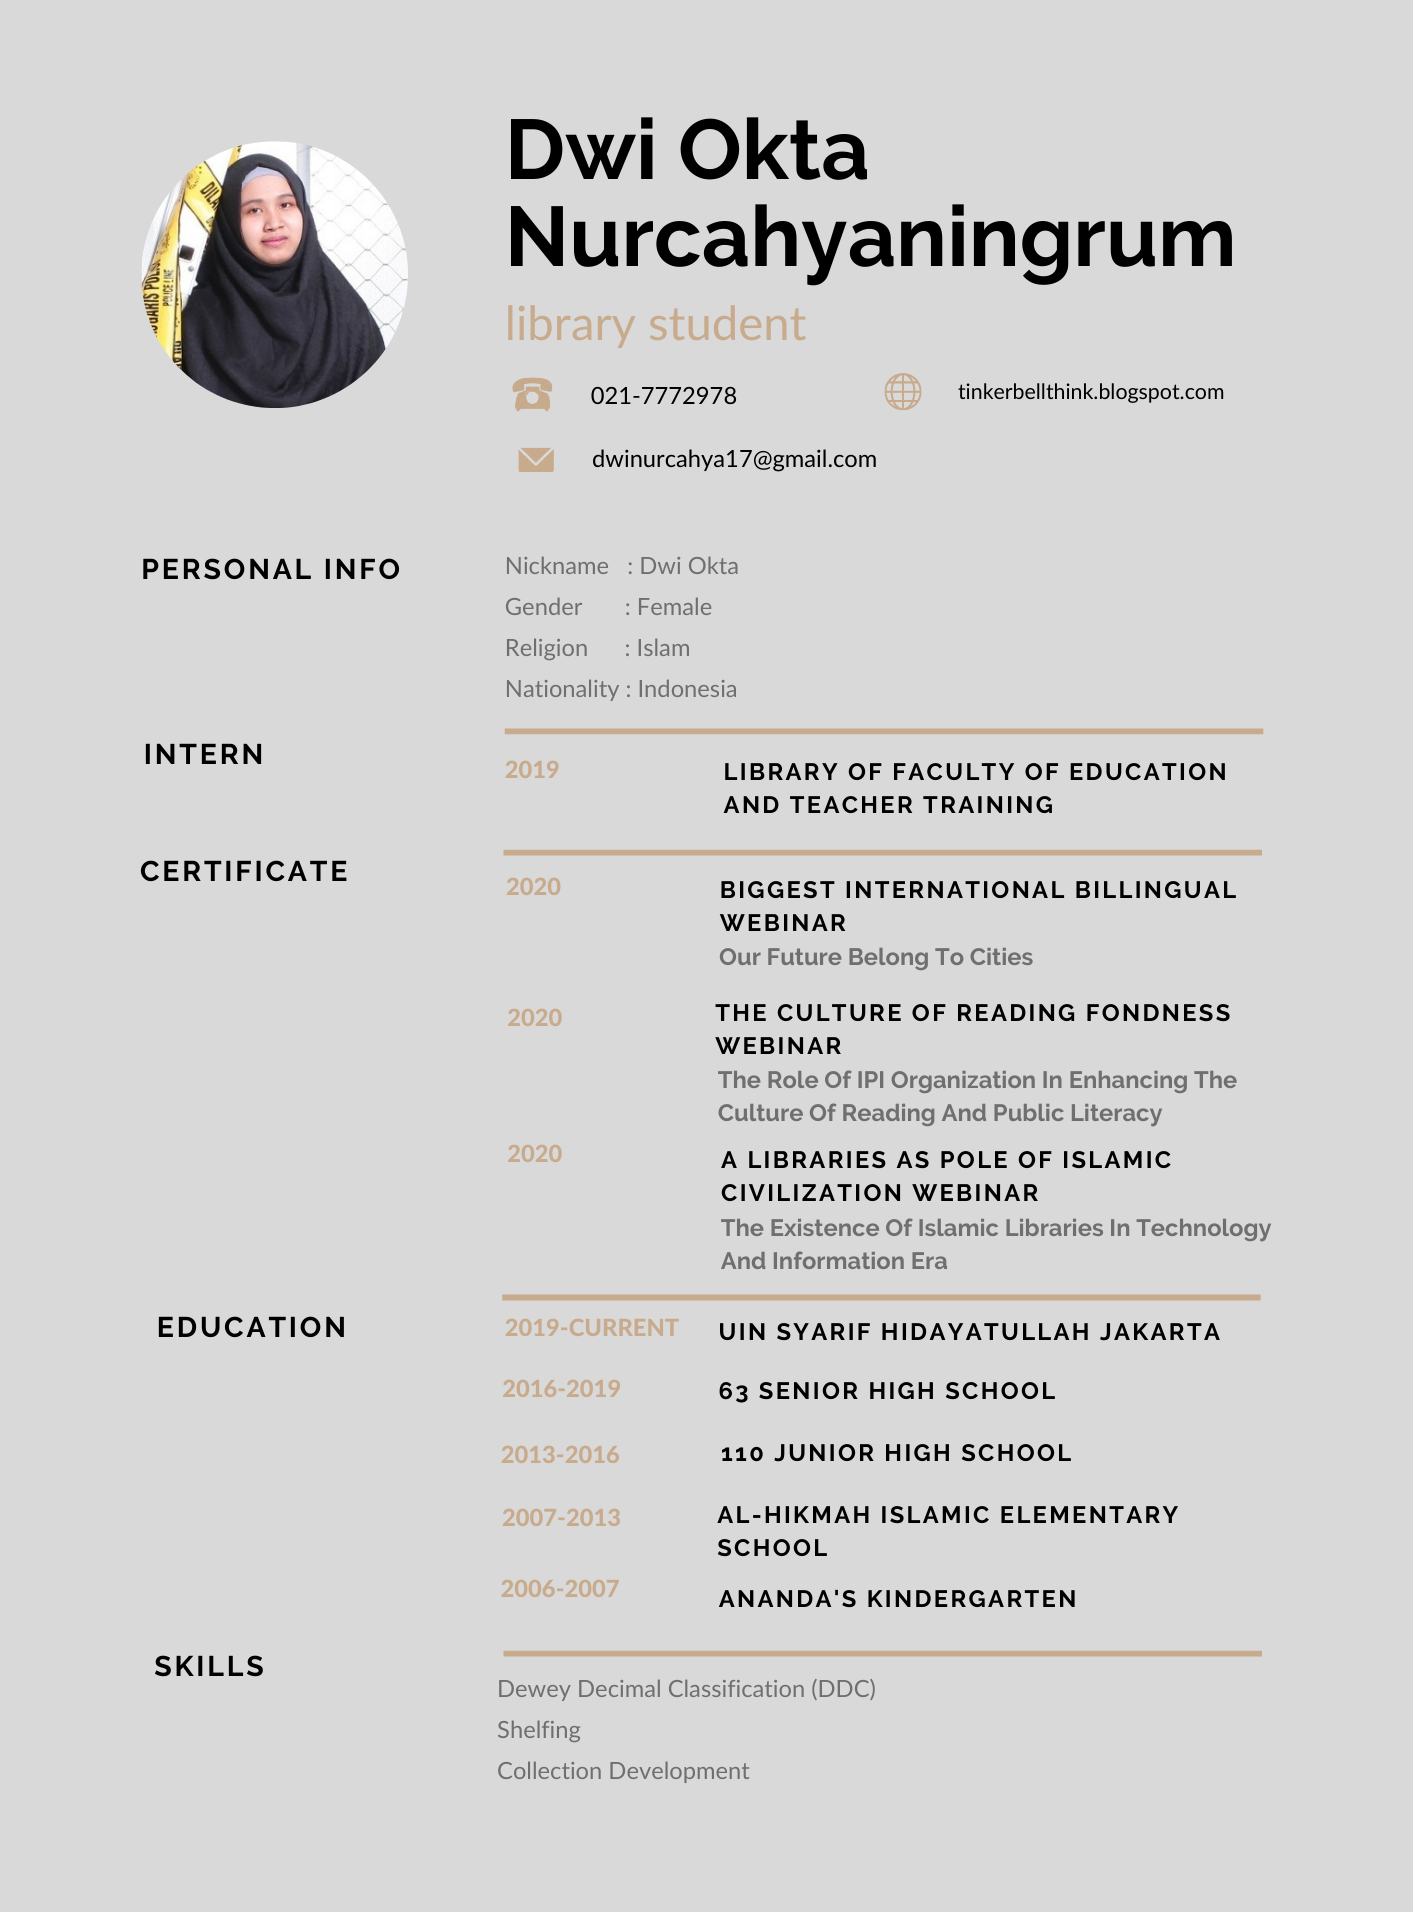 Dwi Okta
Nurcahyaningrum
library student
021-7772978
tinkerbellthink.blogspot.com
dwinurcahya17@gmail.com
PERSONAL INFO
Nickname : Dwi Okta
Gender : Female
Religion : Islam
Nationality : Indonesia
INTERN
2019
LIBRARY OF FACULTY OF EDUCATION
AND TEACHER TRAINING
CERTIFICATE
2020
BIGGEST INTERNATIONAL BILLINGUAL
WEBINAR
Our Future Belong To Cities
2020
THE CULTURE OF READING FONDNESS
WEBINAR
The Role Of IPI Organization In Enhancing The
Culture Of Reading And Public Literacy
2020
A LIBRARIES AS POLE OF ISLAMIC
CIVILIZATION WEBINAR
The Existence Of Islamic Libraries In Technology
And Information Era
EDUCATION
2019-CURRENT
UIN SYARIF HIDAYATULLAH JAKARTA
2016-2019
63 SENIOR HIGH SCHOOL
2013-2016
110 JUNIOR HIGH SCHOOL
2007-2013
AL-HIKMAH ISLAMIC ELEMENTARY
SCHOOL
2006-2007
ANANDA'S KINDERGARTEN
SKILLS
Dewey Decimal Classification (DDC)
Shelfing
Collection Development
POLICE LINE